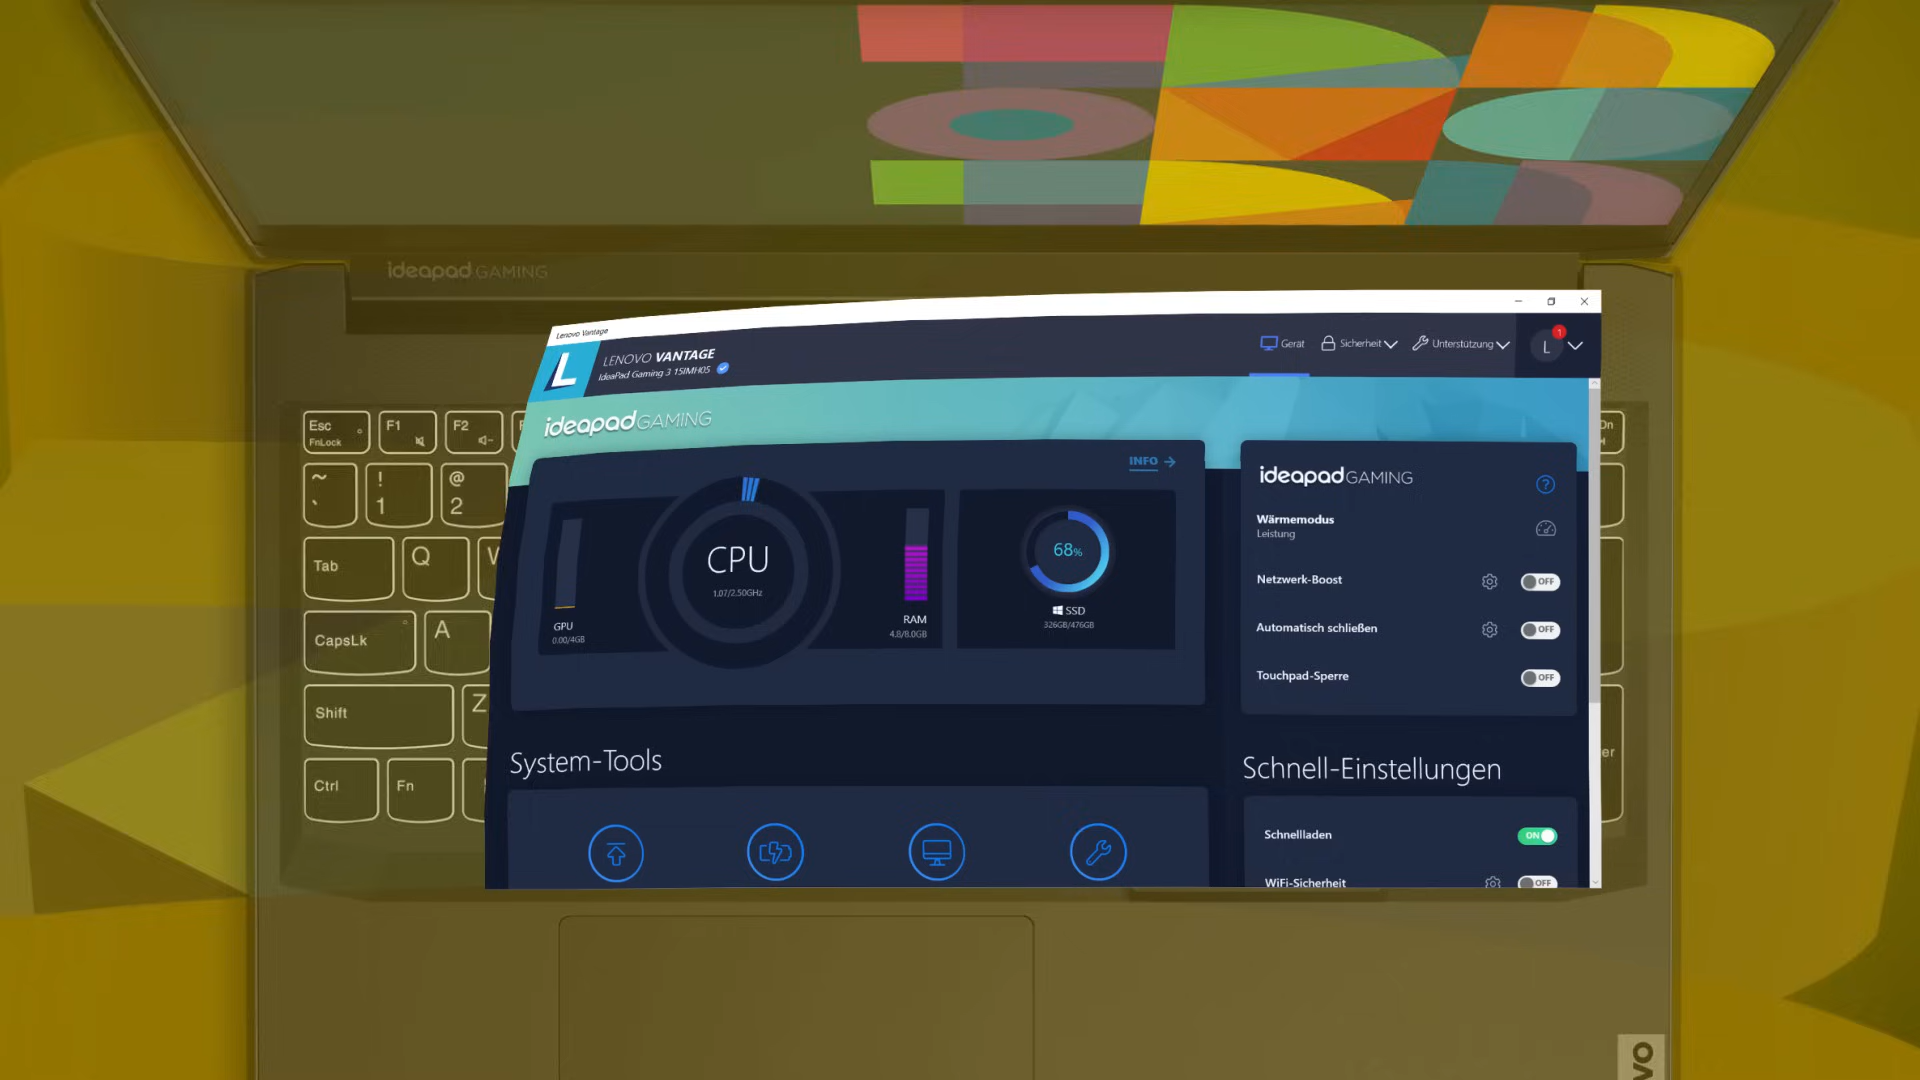 ideapad GAMING
Lenovo Vantage
LENOVO VANTAGE
IdeaPad Gaming 3 15IMH05
Gerät
Sicherheit
Unterstützung
L
1
ideapad GAMING
INFO
CPU
1.07/2.50GHz
GPU
0.00/4GB
RAM
4.8/8.0GB
68%
SSD
326GB/476GB
ideapad GAMING
?
Wärmemodus
Leistung
Netzwerk-Boost
OFF
Automatisch schließen
OFF
Touchpad-Sperre
OFF
System-Tools
Schnell-Einstellungen
Schnellladen
ON
WiFi-Sicherheit
OFF
Esc
FnLock
F1
F2
~
`
!
1
@
2
Tab
Q
W
CapsLk
A
Shift
Z
Ctrl
Fn